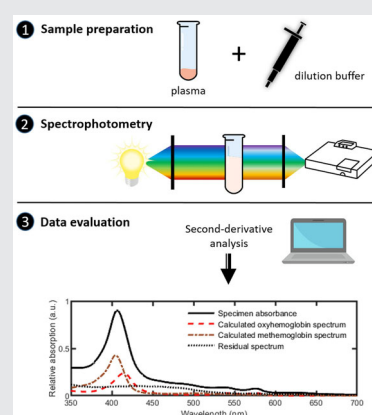 1 Sample preparation
+
plasma
dilution buffer
2 Spectrophotometry
3 Data evaluation
Second-derivative
analysis
1
0.5
0
Relative absorption (a.u.)
Specimen absorbance
Calculated oxyhemoglobin spectrum
Calculated methemoglobin spectrum
Residual spectrum
350 400 450 500 550 600 650 700
Wavelength (nm)